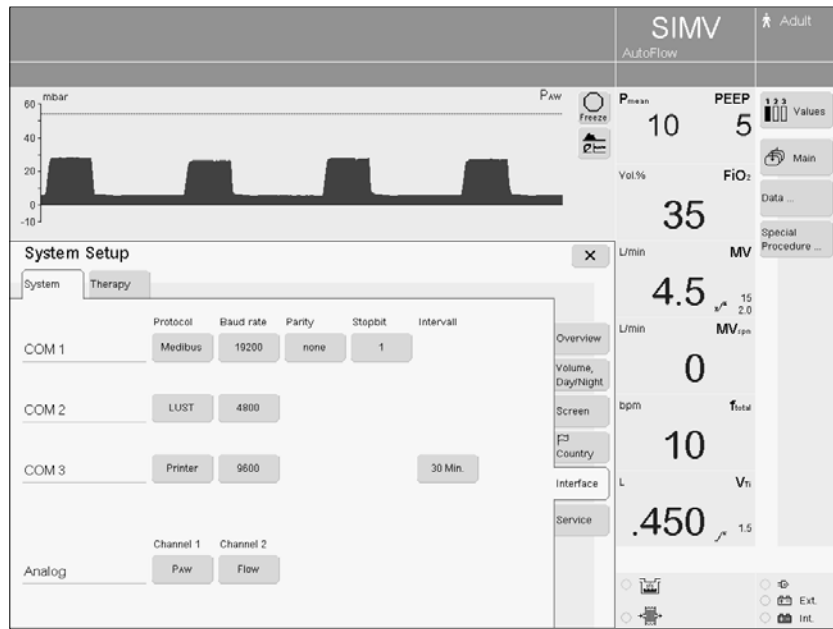 SIMV
AutoFlow
Adult
mbar
PAW
60
40
20
0
-10
Freeze
Pmean PEEP
10 5
1 2 3
Values
Main
Data ...
Special
Procedure ...
Vol.% FiO2
35
L/min MV
4.5 15
2.0
L/min MVspn
0
bpm ftotal
10
L VTi
.450 1.5
Ext.
Int.
System Setup
System Therapy
Protocol Baud rate Parity Stopbit Intervall
COM 1 Medibus 19200 none 1
COM 2 LUST 4800
COM 3 Printer 9600 30 Min.
Channel 1 Channel 2
Analog PAW Flow
Overview
Volume,
Day/Night
Screen
Country
Interface
Service